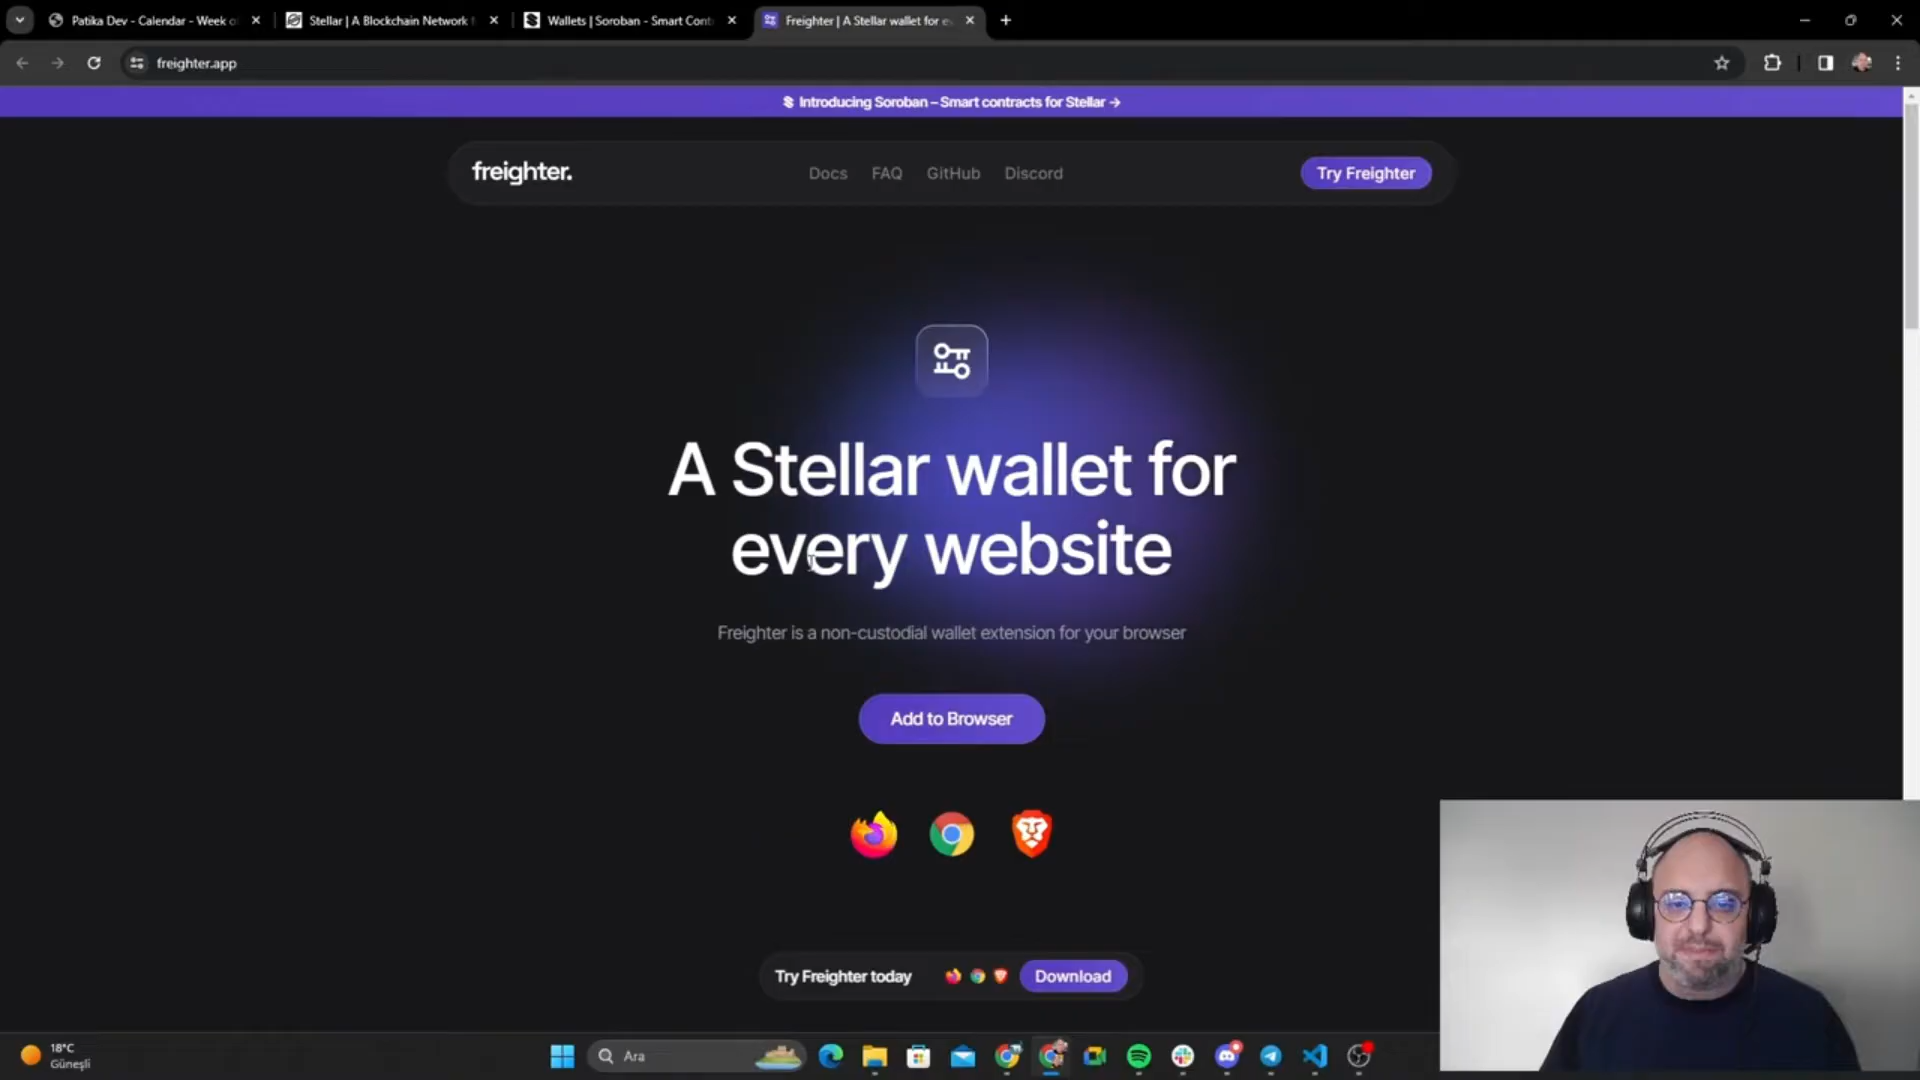 Patika Dev - Calendar - Week o
Stellar | A Blockchain Network f
Wallets | Soroban - Smart Cont
Freighter | A Stellar wallet for e
freighter.app
Introducing Soroban – Smart contracts for Stellar →
freighter.
Docs
FAQ
GitHub
Discord
Try Freighter
A Stellar wallet for
every website
Freighter is a non-custodial wallet extension for your browser
Add to Browser
Try Freighter today
Download
18°C
Güneşli
Ara